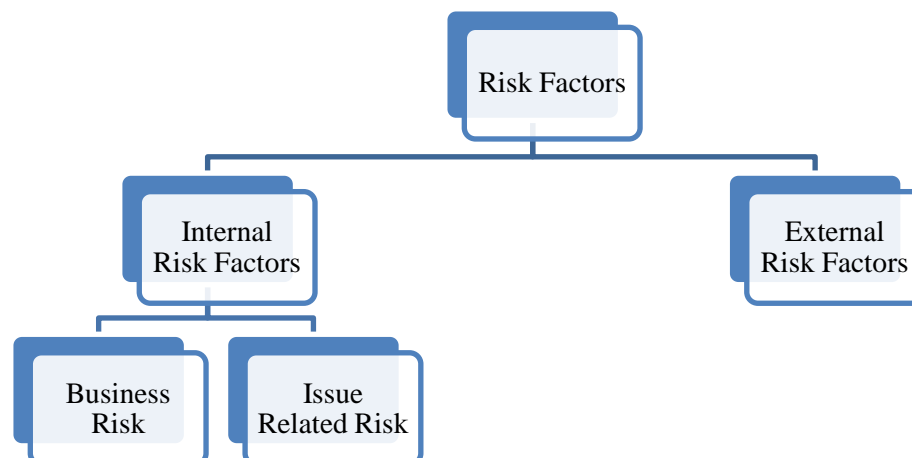 Risk Factors
Internal
Risk Factors
External
Risk Factors
Business
Risk
Issue
Related Risk